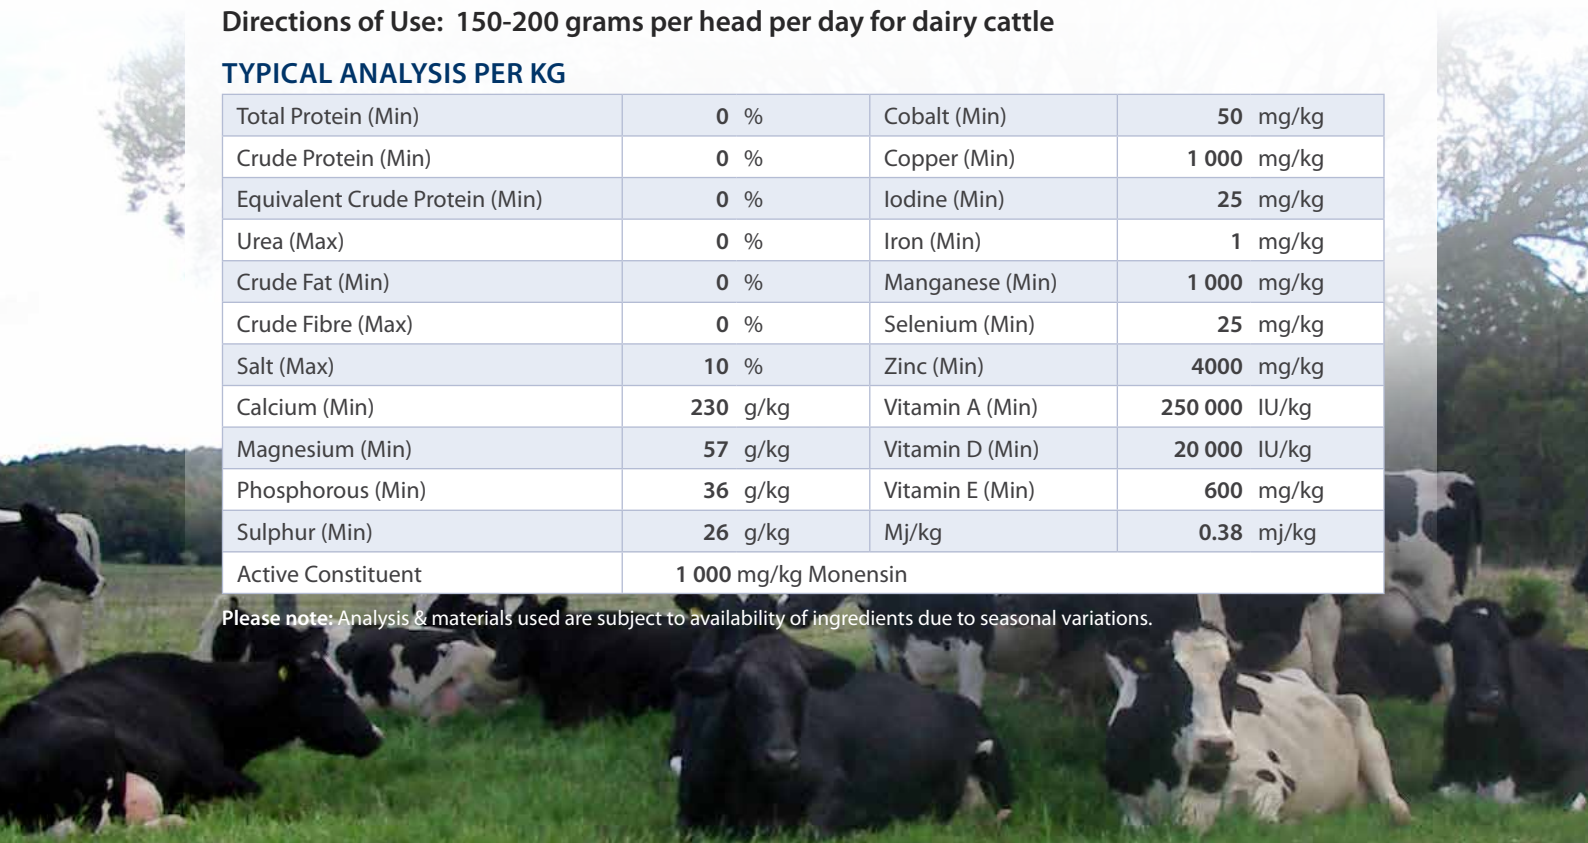 Directions of Use: 150-200 grams per head per day for dairy cattle
TYPICAL ANALYSIS PER KG
Total Protein (Min) 0 % Cobalt (Min) 50 mg/kg
Crude Protein (Min) 0 % Copper (Min) 1 000 mg/kg
Equivalent Crude Protein (Min) 0 % Iodine (Min) 25 mg/kg
Urea (Max) 0 % Iron (Min) 1 mg/kg
Crude Fat (Min) 0 % Manganese (Min) 1 000 mg/kg
Crude Fibre (Max) 0 % Selenium (Min) 25 mg/kg
Salt (Max) 10 % Zinc (Min) 4000 mg/kg
Calcium (Min) 230 g/kg Vitamin A (Min) 250 000 IU/kg
Magnesium (Min) 57 g/kg Vitamin D (Min) 20 000 IU/kg
Phosphorous (Min) 36 g/kg Vitamin E (Min) 600 mg/kg
Sulphur (Min) 26 g/kg Mj/kg 0.38 mj/kg
Active Constituent 1 000 mg/kg Monensin
Please note: Analysis & materials used are subject to availability of ingredients due to seasonal variations.